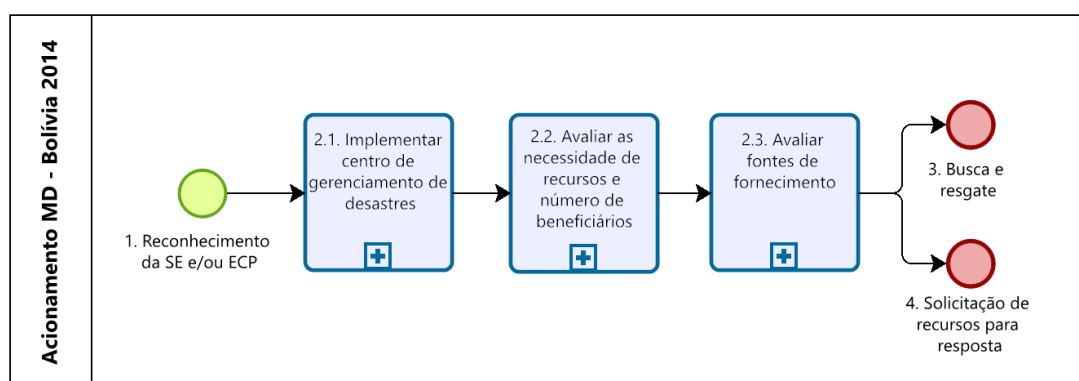 Acionamento MD - Bolívia 2014
1. Reconhecimento
da SE e/ou ECP
2.1. Implementar
centro de
gerenciamento de
desastres
2.2. Avaliar as
necessidade de
recursos e
número de
beneficiários
2.3. Avaliar
fontes de
fornecimento
3. Busca e
resgate
4. Solicitação de
recursos para
resposta